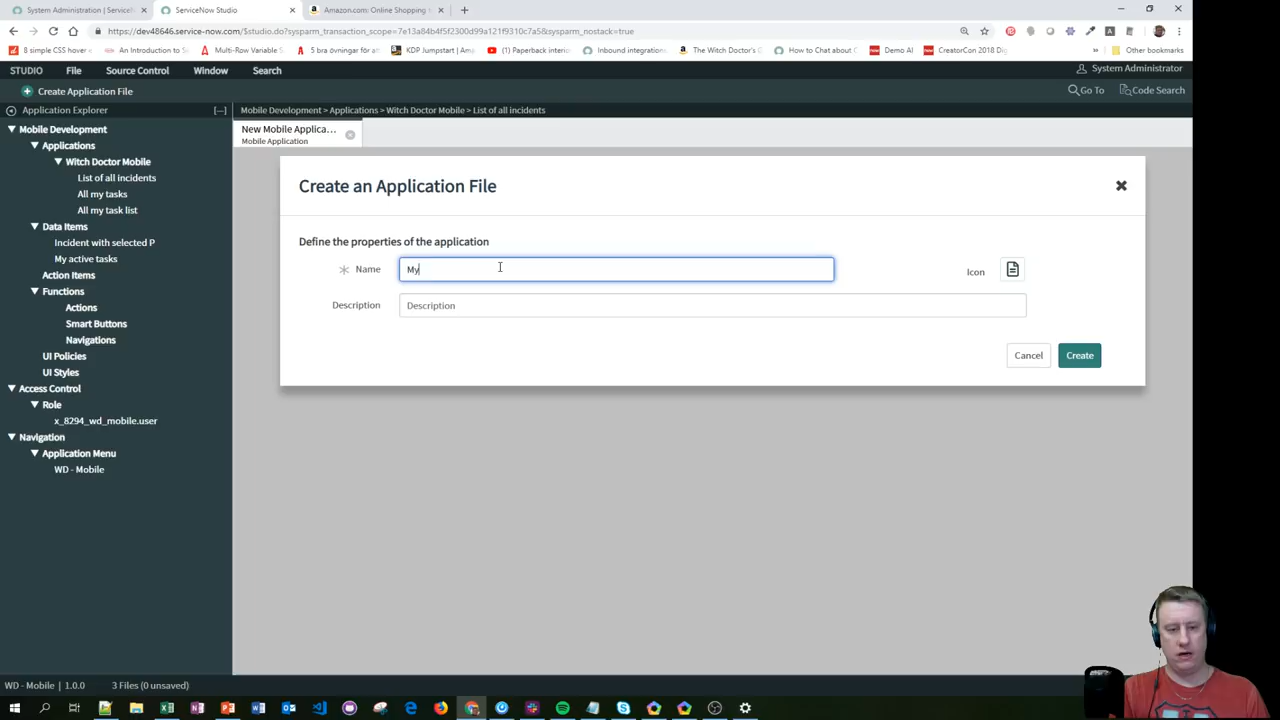 System Administration | ServiceN
ServiceNow Studio
Amazon.com: Online Shopping
https://dev48646.service-now.com/$studio.do?sysparm_transaction_scope=7e13a84b4f5f2300d99a121f9310c7a5&sysparm_nostack=true
8 simple CSS hover
An Introduction to
Multi-Row Variable
5 bra övningar för att
KDP Jumpstart | Am
(1) Paperback interio
Inbound integrations
The Witch Doctor's
How to Chat about
Demo AI
CreatorCon 2018 Dig
Other bookmarks
STUDIO
File
Source Control
Window
Search
System Administrator
Create Application File
Go To
Code Search
Application Explorer
[—]
Mobile Development > Applications > Witch Doctor Mobile > List of all incidents
Mobile Development
Applications
Witch Doctor Mobile
List of all incidents
All my tasks
All my task list
Data Items
Incident with selected P
My active tasks
Action Items
Functions
Actions
Smart Buttons
Navigations
UI Policies
UI Styles
Access Control
Role
x_8294_wd_mobile.user
Navigation
Application Menu
WD - Mobile
New Mobile Applica...
Mobile Application
Create an Application File
Define the properties of the application
Name
My
Icon
Description
Description
Cancel
Create
WD - Mobile | 1.0.0
3 Files (0 unsaved)